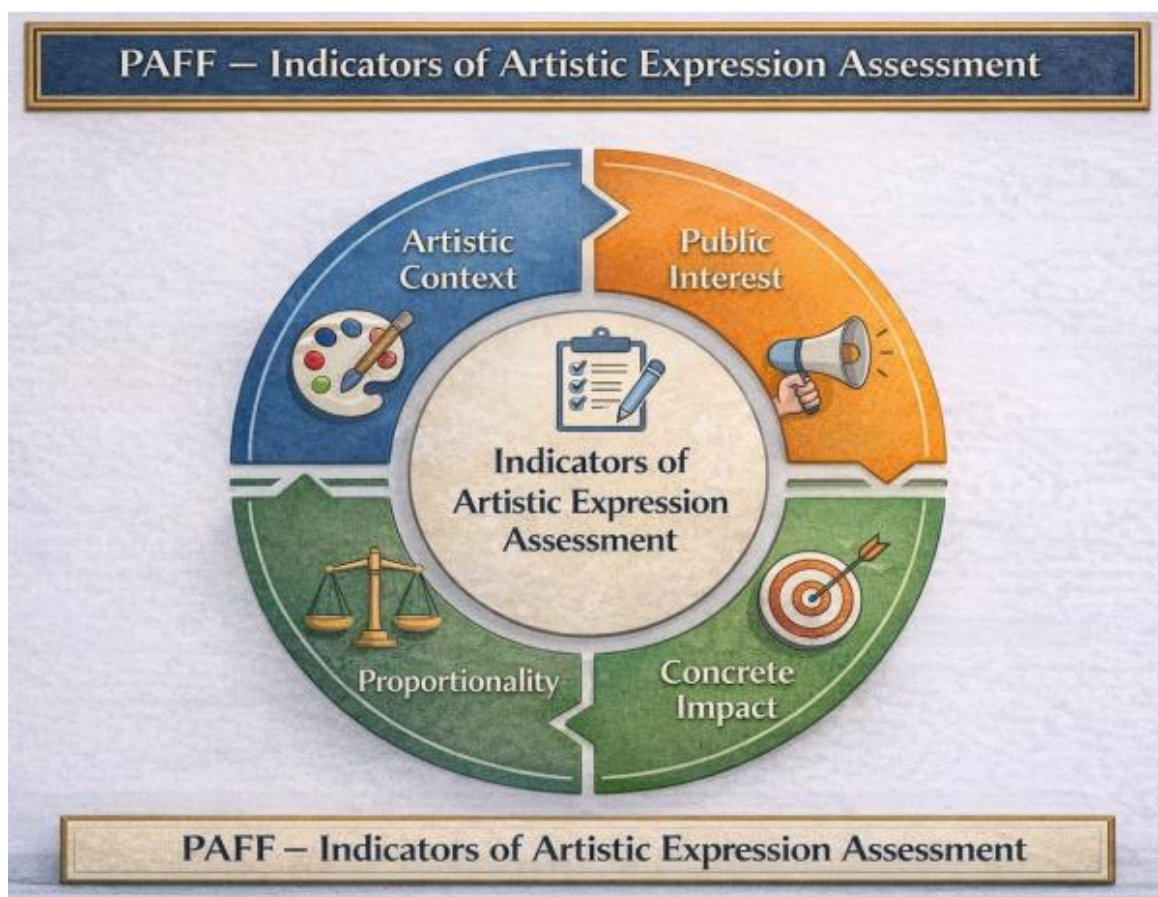 PAFF – Indicators of Artistic Expression Assessment
Artistic
Context
Public
Interest
Indicators of
Artistic Expression
Assessment
Proportionality
Concrete
Impact
PAFF – Indicators of Artistic Expression Assessment